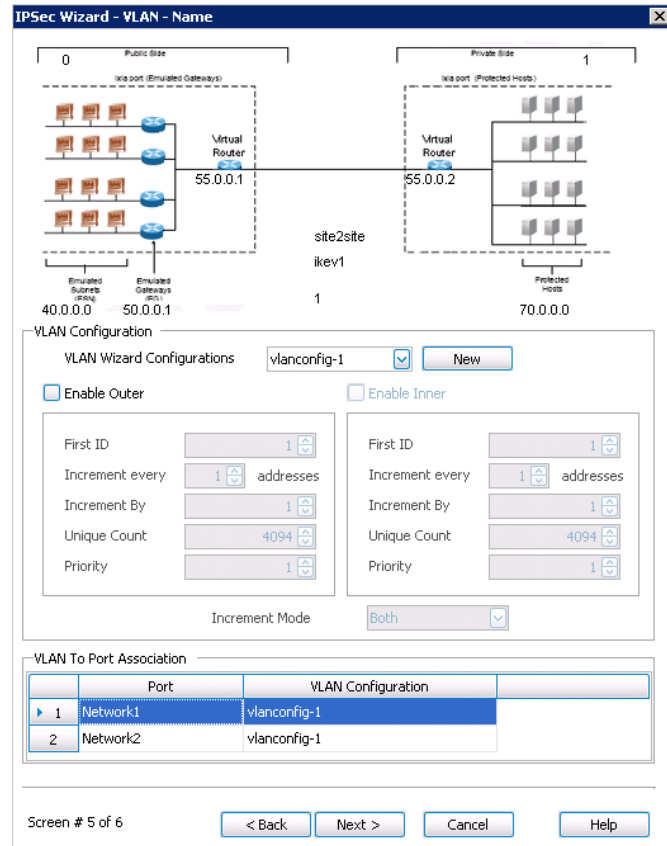 IPSec Wizard - VLAN - Name
0 Public Side Private Side 1
Ixia port (Emulated Gateways) Ixia port (Protected Hosts)
Virtual Router Virtual Router
55.0.0.1 55.0.0.2
site2site
ikev1
1
Emulated Subnets (ESN) Emulated Gateways (EG) Protected Hosts
40.0.0.0 50.0.0.1 70.0.0.0
VLAN Configuration
VLAN Wizard Configurations vlanconfig-1 New
Enable Outer Enable Inner
First ID 1 First ID 1
Increment every 1 addresses Increment every 1 addresses
Increment By 1 Increment By 1
Unique Count 4094 Unique Count 4094
Priority 1 Priority 1
Increment Mode Both
VLAN To Port Association
Port VLAN Configuration
1 Network1 vlanconfig-1
2 Network2 vlanconfig-1
Screen # 5 of 6 < Back Next > Cancel Help